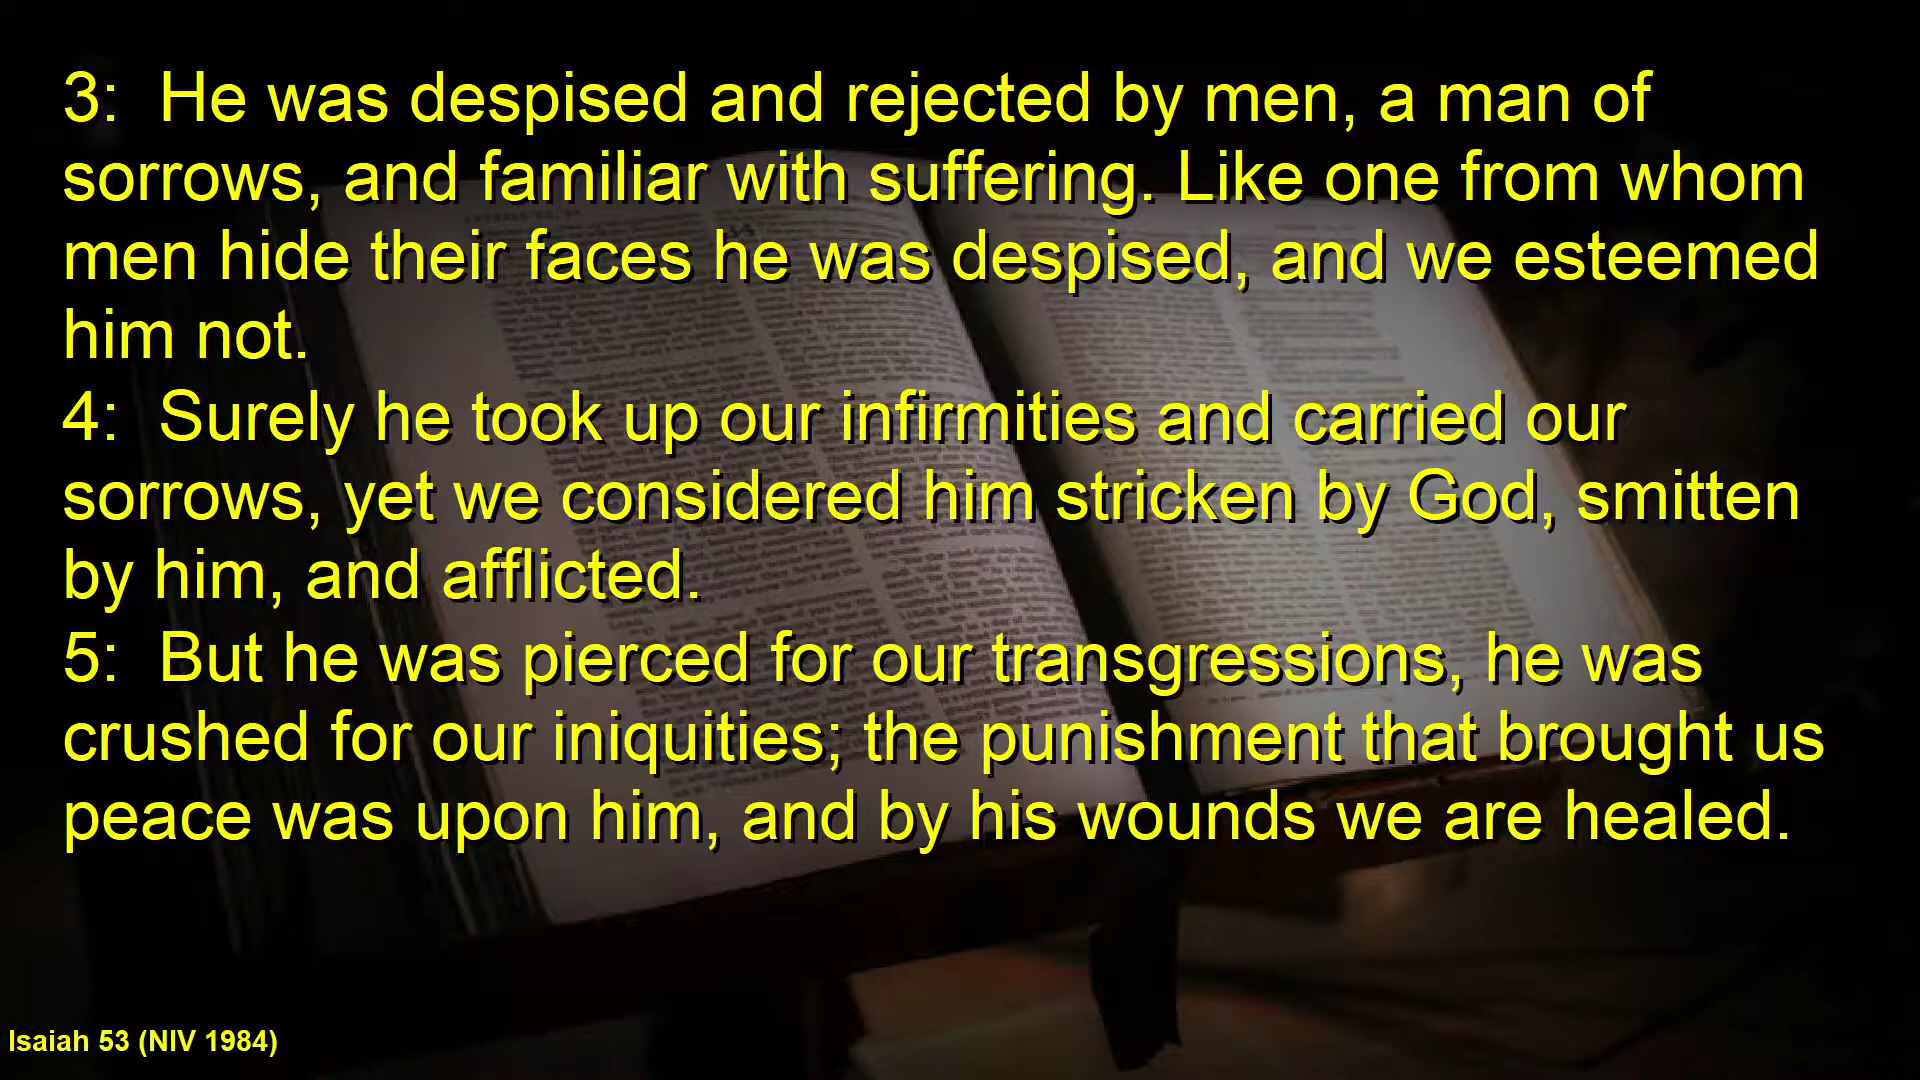 3: He was despised and rejected by men, a man of
sorrows, and familiar with suffering. Like one from whom
men hide their faces he was despised, and we esteemed
him not.
4: Surely he took up our infirmities and carried our
sorrows, yet we considered him stricken by God, smitten
by him, and afflicted.
5: But he was pierced for our transgressions, he was
crushed for our iniquities; the punishment that brought us
peace was upon him, and by his wounds we are healed.
Isaiah 53 (NIV 1984)